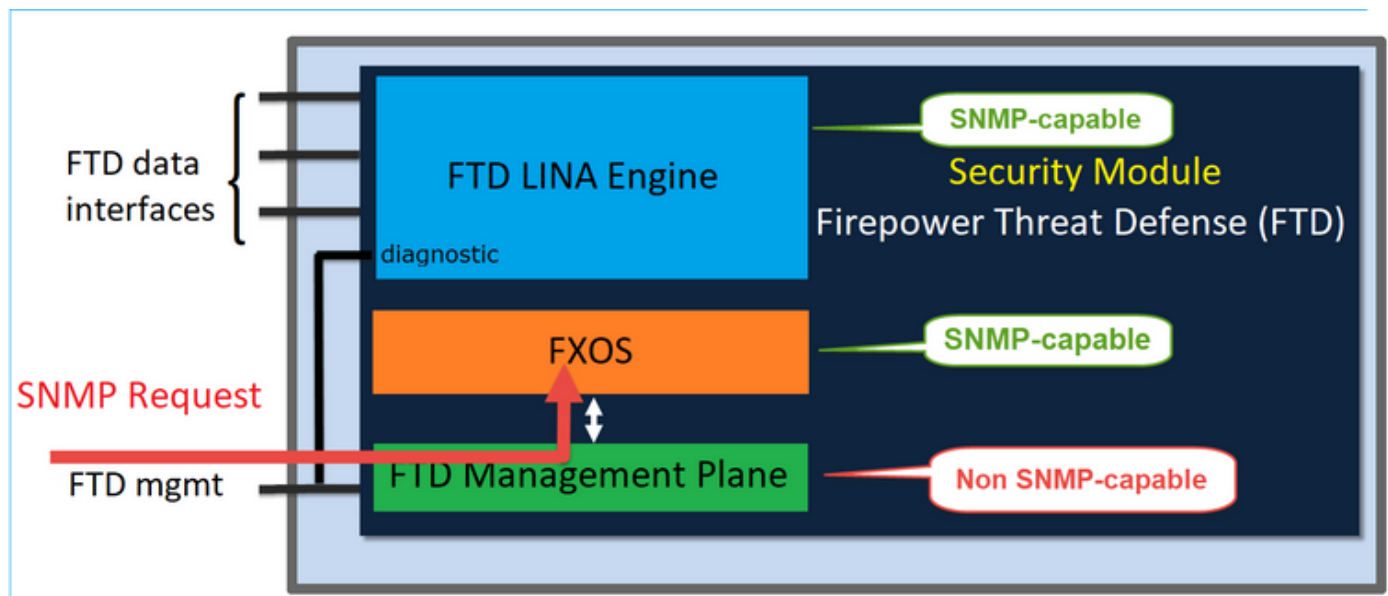 FTD data
interfaces
FTD LINA Engine
diagnostic
SNMP-capable
Security Module
Firepower Threat Defense (FTD)
FXOS
SNMP-capable
SNMP Request
FTD mgmt
FTD Management Plane
Non SNMP-capable